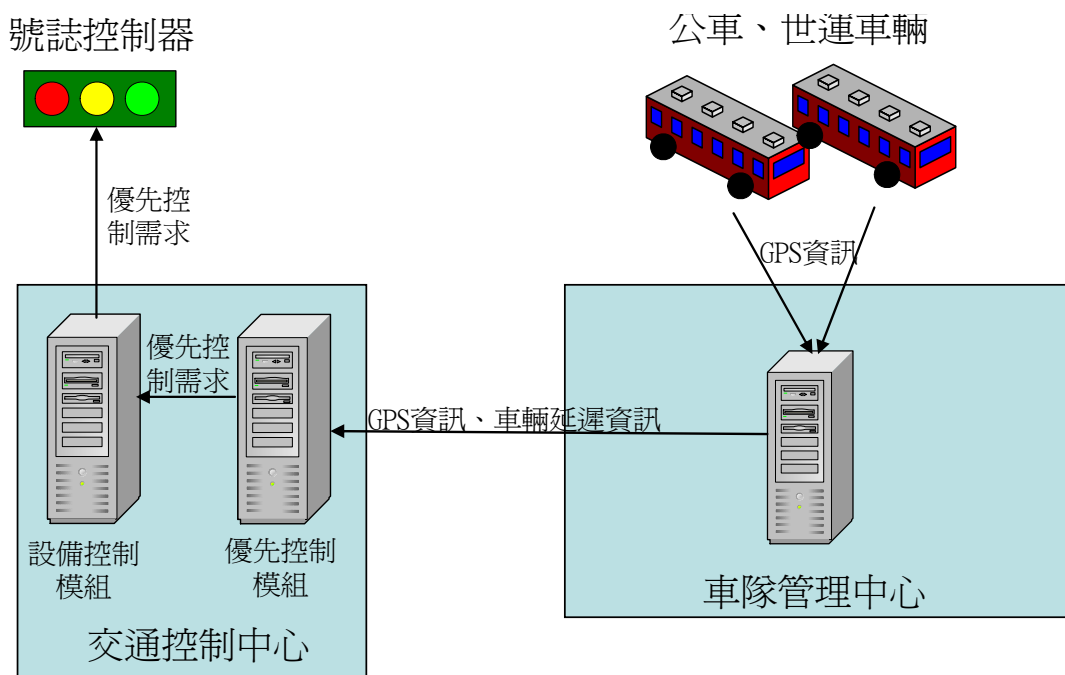 號誌控制器
公車、世運車輛
優先控
制需求
GPS資訊
優先控
制需求
GPS資訊、車輛延遲資訊
設備控制
模組
優先控制
模組
車隊管理中心
交通控制中心